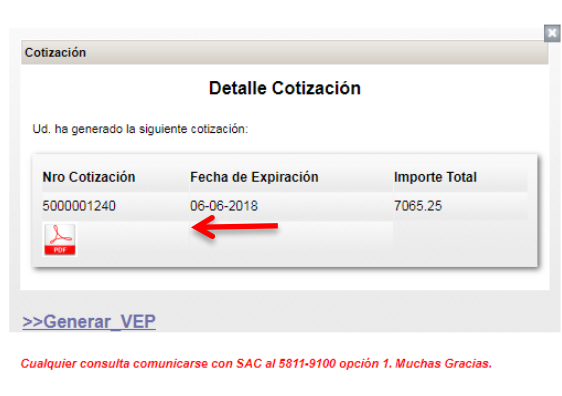 Cotización
Detalle Cotización
Ud. ha generado la siguiente cotización:
Nro Cotización Fecha de Expiración Importe Total
5000001240 06-06-2018 7065.25
PDF
>>Generar_VEP
Cualquier consulta comunicarse con SAC al 5811-9100 opción 1. Muchas Gracias.